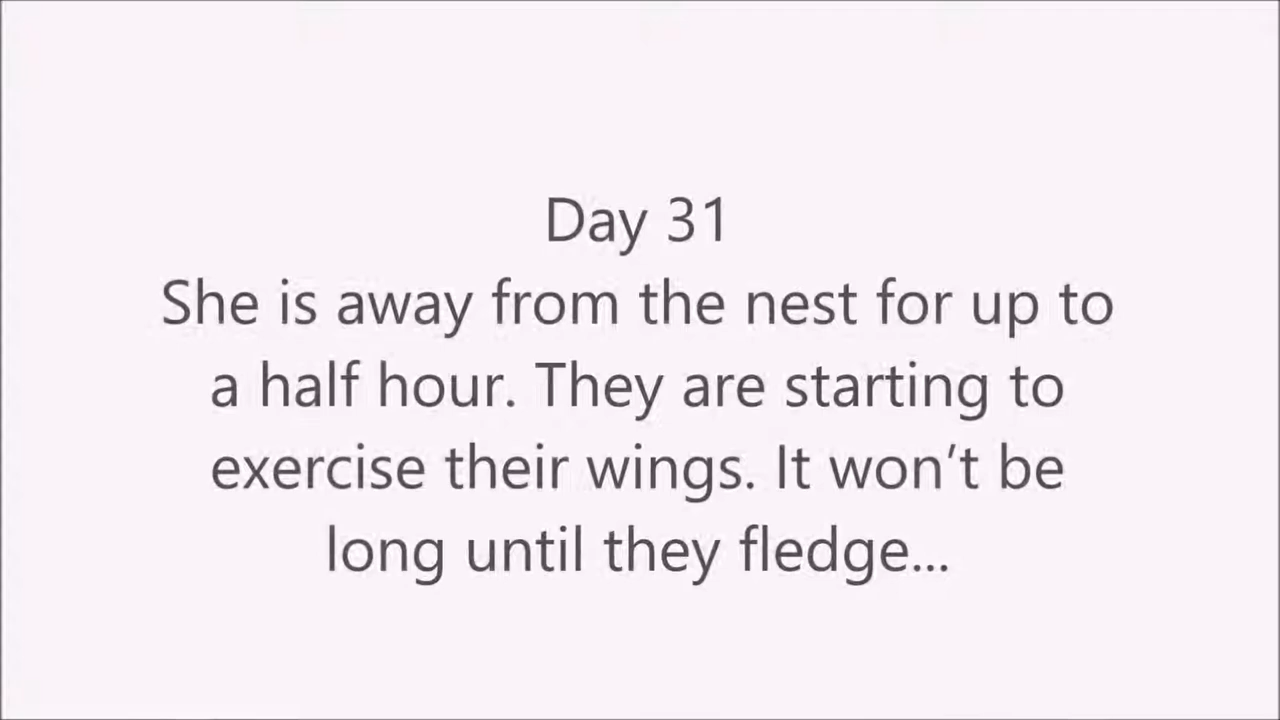 Day 31
She is away from the nest for up to
a half hour. They are starting to
exercise their wings. It won’t be
long until they fledge...